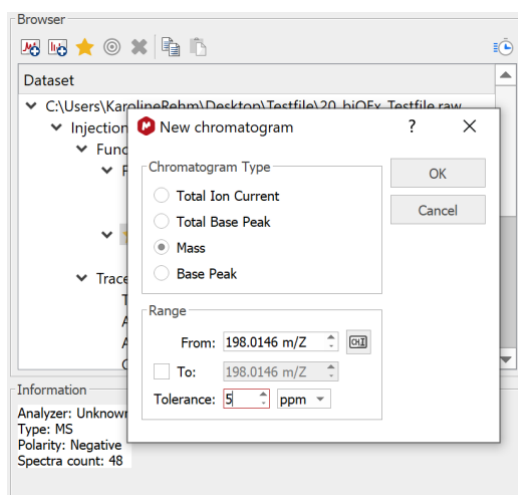 Browser
Dataset
C:\Users\KarolineRehm\Desktop\Testfile\20_biOEx_Testfile.raw
Injection
New chromatogram
?
Func
Chromatogram Type
OK
Total Ion Current
Cancel
Total Base Peak
Mass
Base Peak
Trace
Range
From: 198.0146 m/Z
To: 198.0146 m/Z
Tolerance: 5 ppm
Information
Analyzer: Unknown
Type: MS
Polarity: Negative
Spectra count: 48